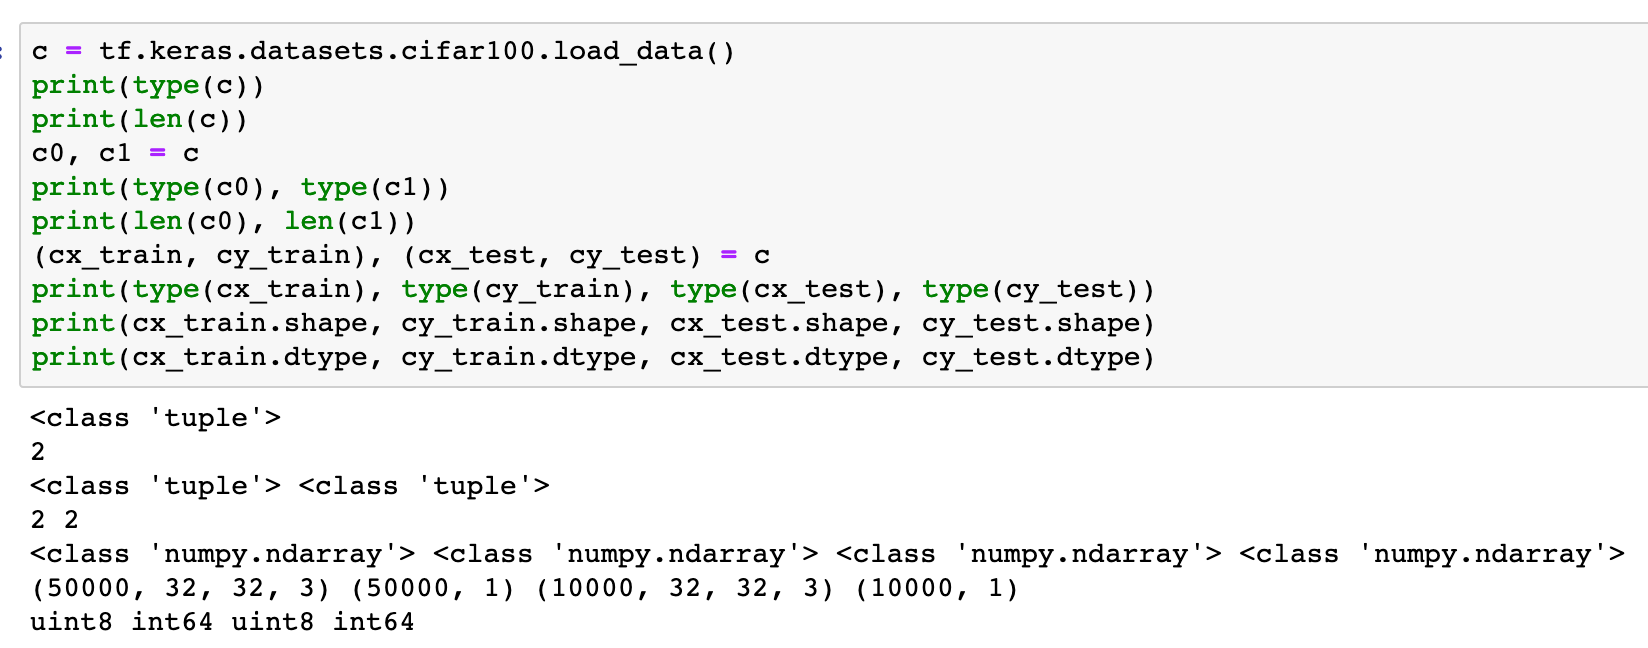 c = tf.keras.datasets.cifar100.load_data()
print(type(c))
print(len(c))
c0, c1 = c
print(type(c0), type(c1))
print(len(c0), len(c1))
(cx_train, cy_train), (cx_test, cy_test) = c
print(type(cx_train), type(cy_train), type(cx_test), type(cy_test))
print(cx_train.shape, cy_train.shape, cx_test.shape, cy_test.shape)
print(cx_train.dtype, cy_train.dtype, cx_test.dtype, cy_test.dtype)
<class 'tuple'>
2
<class 'tuple'> <class 'tuple'>
2 2
<class 'numpy.ndarray'> <class 'numpy.ndarray'> <class 'numpy.ndarray'> <class 'numpy.ndarray'>
(50000, 32, 32, 3) (50000, 1) (10000, 32, 32, 3) (10000, 1)
uint8 int64 uint8 int64